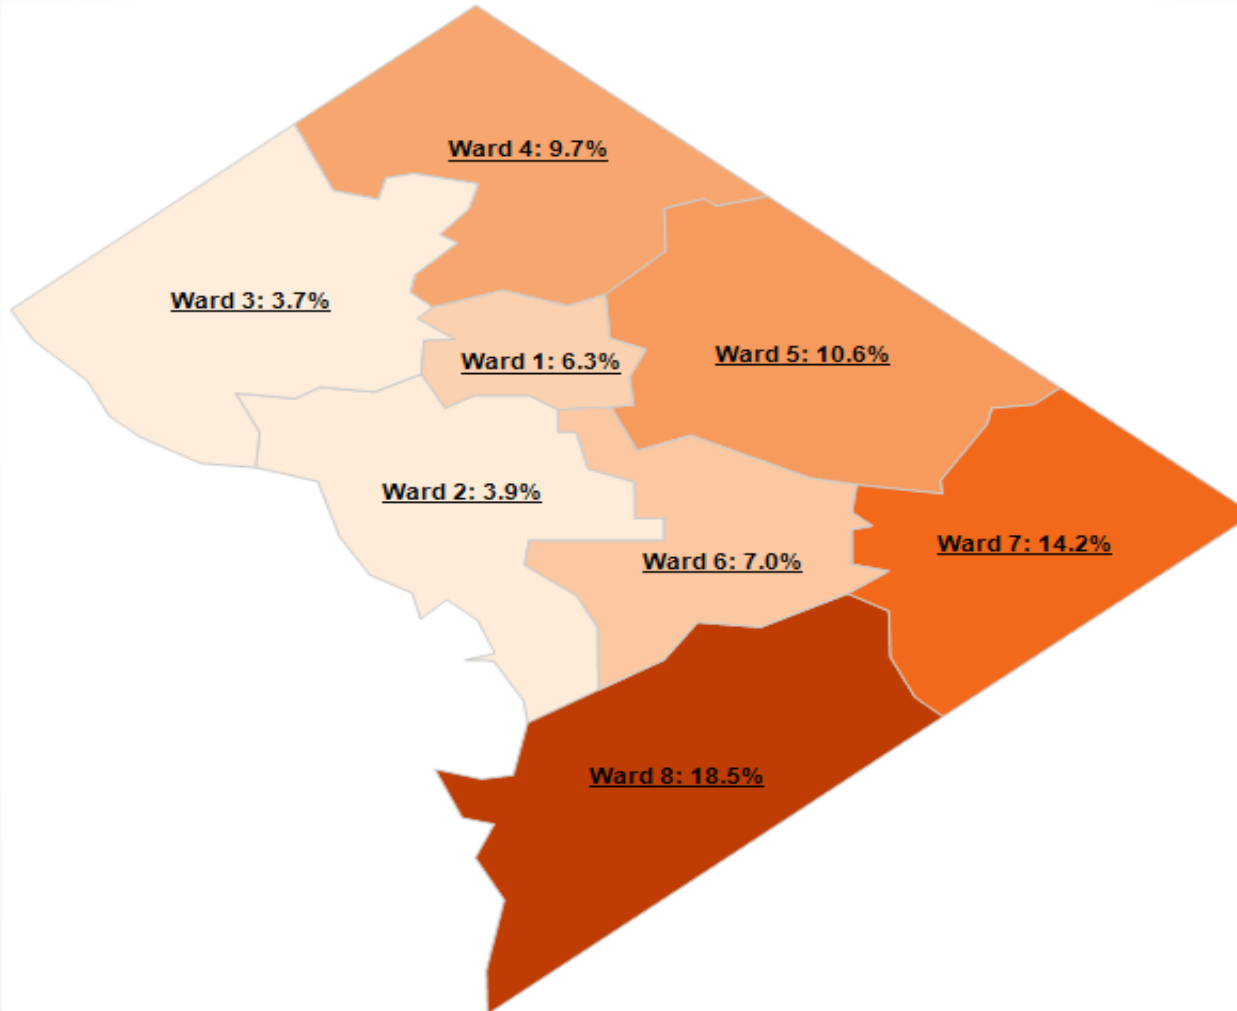 Ward 4: 9.7%
Ward 3: 3.7%
Ward 5: 10.6%
Ward 1: 6.3%
Ward 2: 3.9%
Ward 7: 14.2%
Ward 6: 7.0%
Ward 8: 18.5%